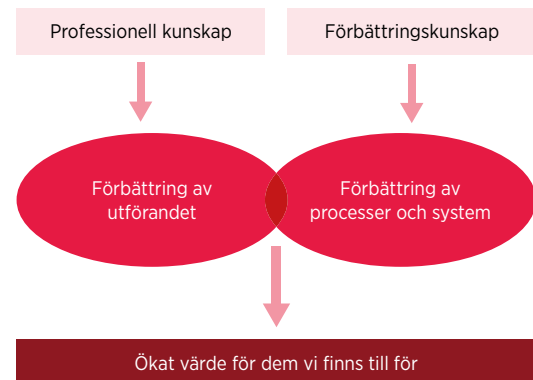 Professionell kunskap
Förbättringskunskap
Förbättring av
utförandet
Förbättring av
processer och system
Ökat värde för dem vi finns till för